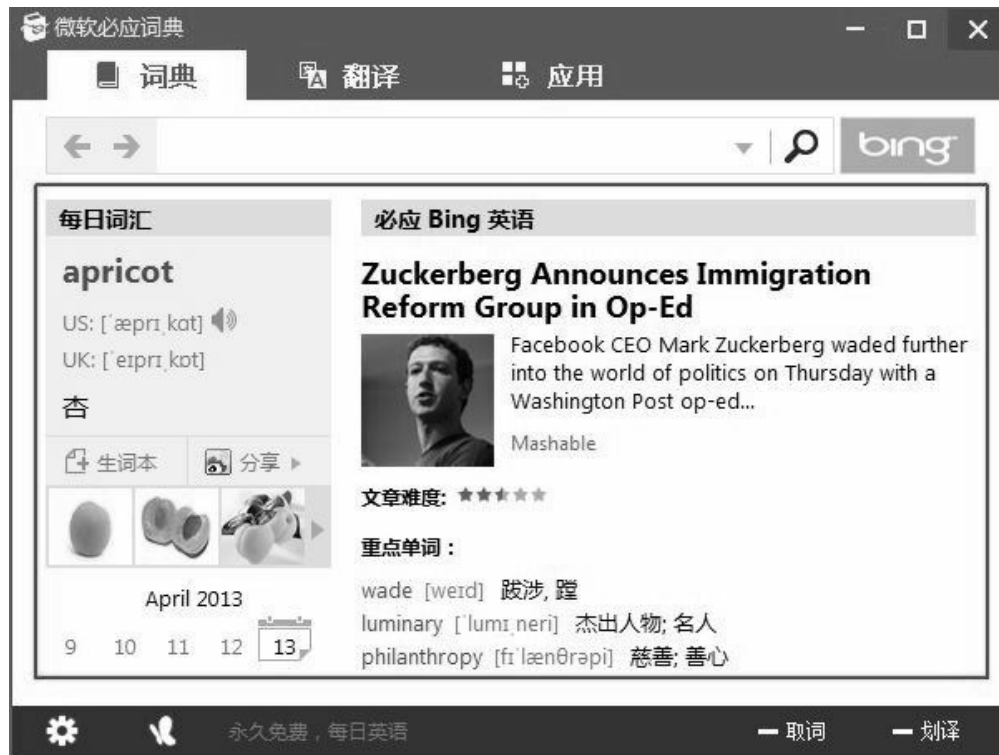 微软必应词典
词典 翻译 应用
bing
每日词汇
apricot
US: [ˈæprɪˌkɑt]
UK: [ˈeɪprɪˌkɒt]
杏
生词本 分享
April 2013
9 10 11 12 13
必应 Bing 英语
Zuckerberg Announces Immigration
Reform Group in Op-Ed
Facebook CEO Mark Zuckerberg waded further
into the world of politics on Thursday with a
Washington Post op-ed...
Mashable
文章难度:
重点单词：
wade [weɪd] 跋涉, 蹚
luminary [ˈlumɪˌneri] 杰出人物; 名人
philanthropy [fɪˈlænθrəpi] 慈善; 善心
永久免费，每日英语 取词 划译